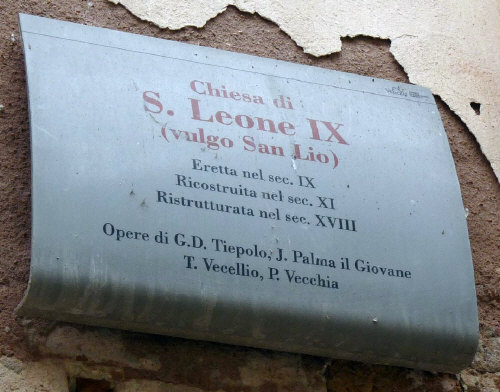 Chiesa di
S. Leone IX
(vulgo San Lio)
Eretta nel sec. IX
Ricostruita nel sec. XI
Ristrutturata nel sec. XVIII
Opere di G.D. Tiepolo, J. Palma il Giovane
T. Vecellio, P. Vecchia